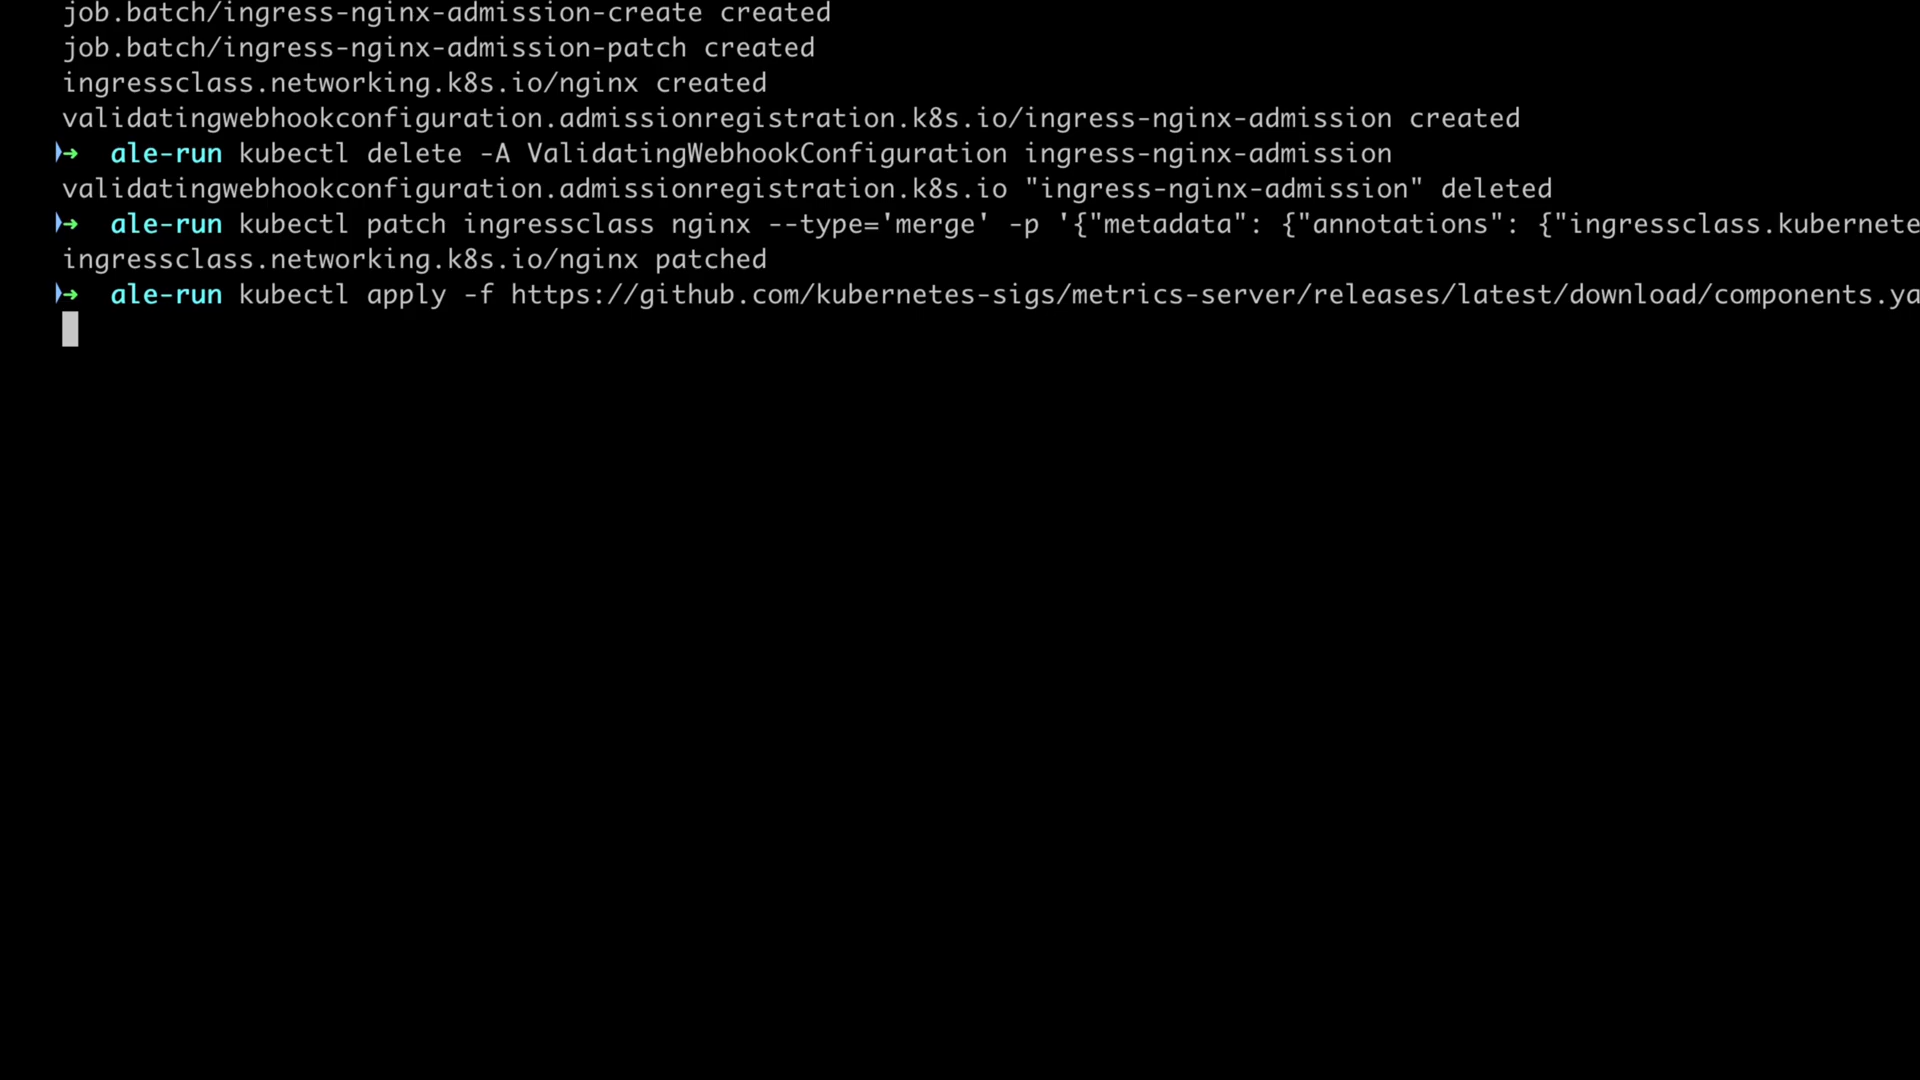 job.batch/ingress-nginx-admission-create created
job.batch/ingress-nginx-admission-patch created
ingressclass.networking.k8s.io/nginx created
validatingwebhookconfiguration.admissionregistration.k8s.io/ingress-nginx-admission created
➜ ale-run kubectl delete -A ValidatingWebhookConfiguration ingress-nginx-admission
validatingwebhookconfiguration.admissionregistration.k8s.io "ingress-nginx-admission" deleted
➜ ale-run kubectl patch ingressclass nginx --type='merge' -p '{"metadata": {"annotations": {"ingressclass.kubernete
ingressclass.networking.k8s.io/nginx patched
➜ ale-run kubectl apply -f https://github.com/kubernetes-sigs/metrics-server/releases/latest/download/components.ya